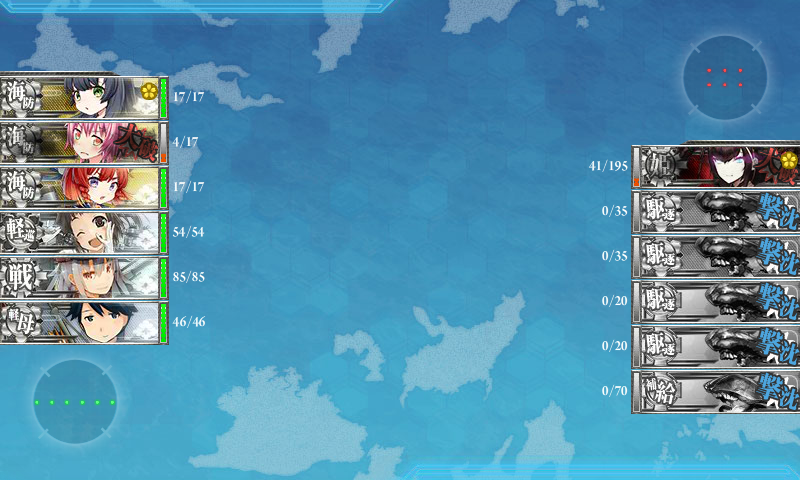 海防 17/17
海防 大破 4/17
海防 17/17
軽巡 54/54
戦 85/85
軽母 46/46
41/195 姫 大破
0/35 駆逐 撃沈
0/35 駆逐 撃沈
0/20 駆逐 撃沈
0/20 駆逐 撃沈
0/70 補給 撃沈